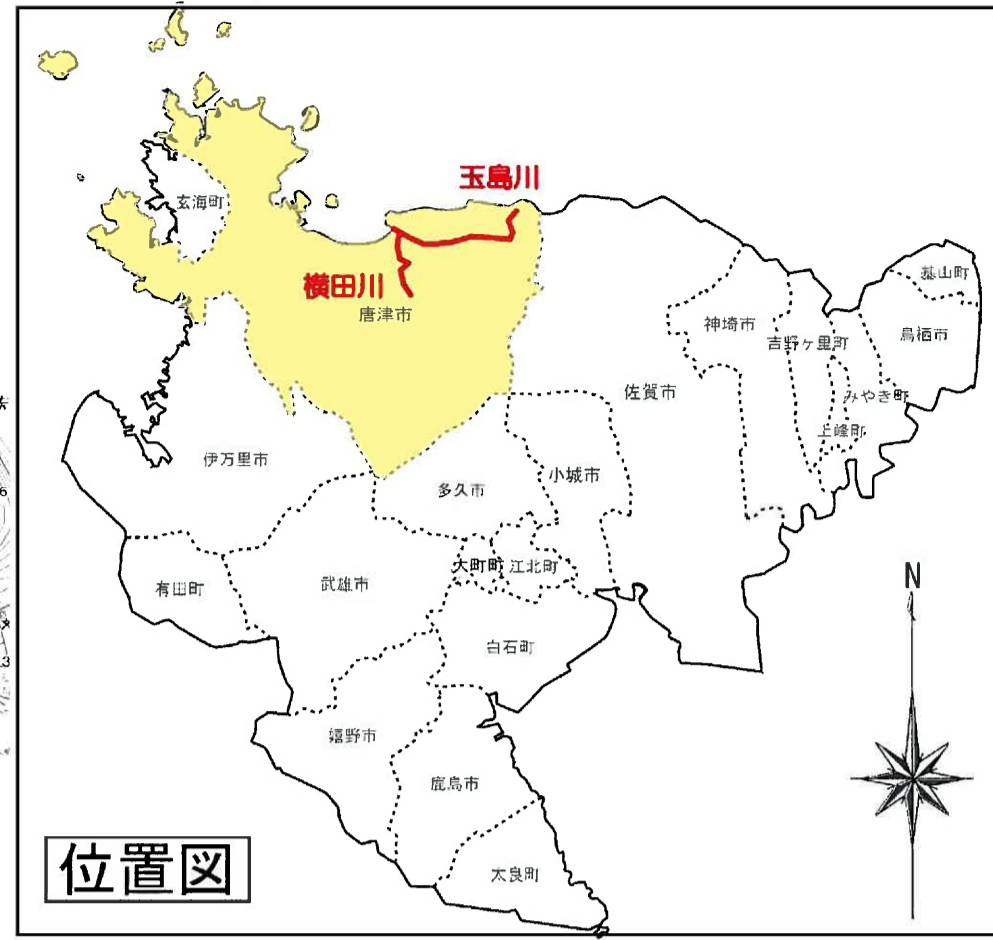 玉島川
玄海町
横田川
唐津市
基山町
神埼市
吉野ヶ里町
鳥栖市
佐賀市
みやき町
上峰町
伊万里市
多久市
小城市
大町町
江北町
有田町
武雄市
N
白石町
嬉野市
鹿島市
位置図
太良町